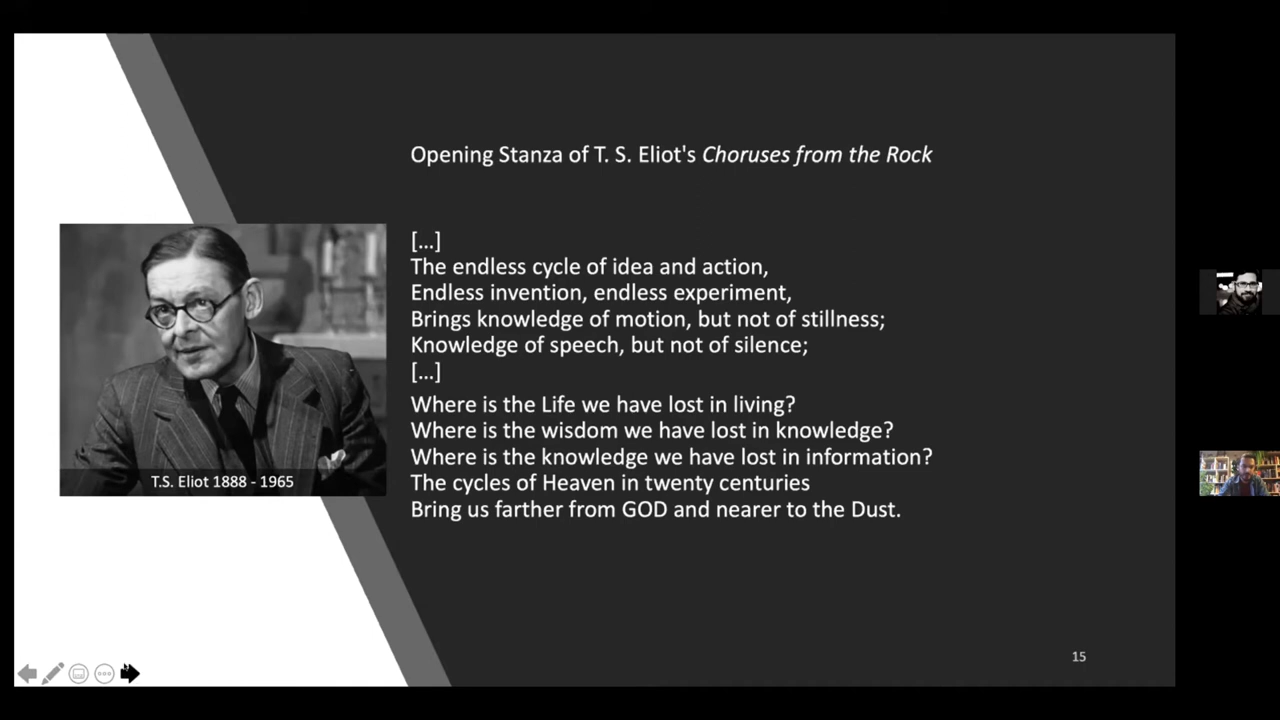 Opening Stanza of T. S. Eliot's Choruses from the Rock
[...]
The endless cycle of idea and action,
Endless invention, endless experiment,
Brings knowledge of motion, but not of stillness;
Knowledge of speech, but not of silence;
[...]
Where is the Life we have lost in living?
Where is the wisdom we have lost in knowledge?
Where is the knowledge we have lost in information?
The cycles of Heaven in twenty centuries
Bring us farther from GOD and nearer to the Dust.
T.S. Eliot 1888 - 1965
15